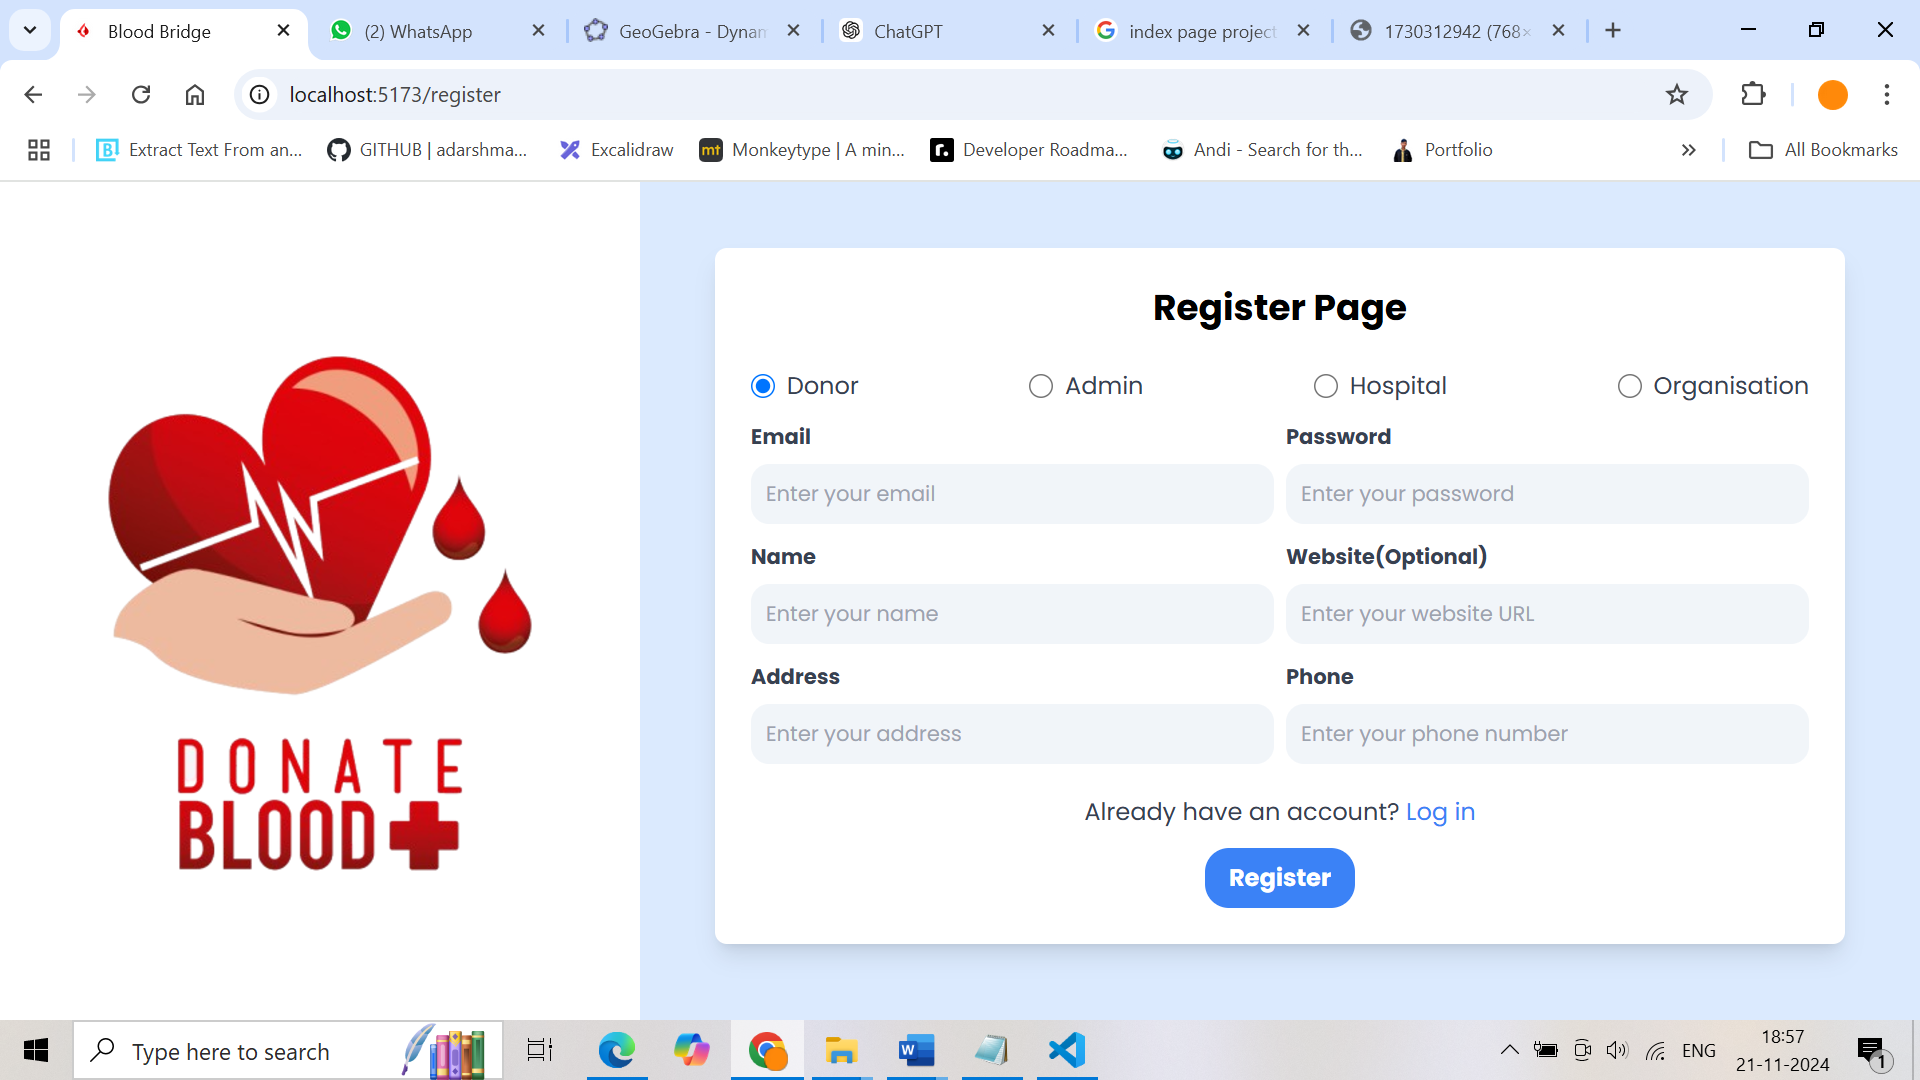 Blood Bridge
(2) WhatsApp
GeoGebra - Dynam
ChatGPT
index page project
1730312942 (768×
localhost:5173/register
Extract Text From an...
GITHUB | adarshma...
Excalidraw
mt
Monkeytype | A min...
r.
Developer Roadma...
Andi - Search for th...
Portfolio
All Bookmarks
DONATE
BLOOD
Register Page
Donor
Admin
Hospital
Organisation
Email
Password
Enter your email
Enter your password
Name
Website(Optional)
Enter your name
Enter your website URL
Address
Phone
Enter your address
Enter your phone number
Already have an account? Log in
Register
Type here to search
W
ENG
18:57
21-11-2024
1